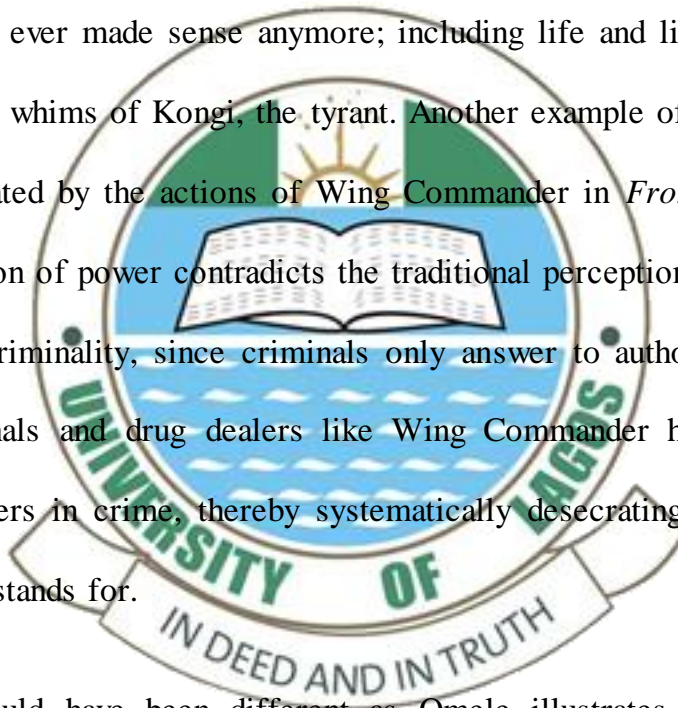 ever made sense anymore; including life and li
whims of Kongi, the tyrant. Another example of
ated by the actions of Wing Commander in Fro
on of power contradicts the traditional perception
riminality, since criminals only answer to autho
nals and drug dealers like Wing Commander h
ers in crime, thereby systematically desecrating
stands for.
uld have been different as Omele illustrates
UNIVERSITY OF LAGOS
IN DEED AND IN TRUTH